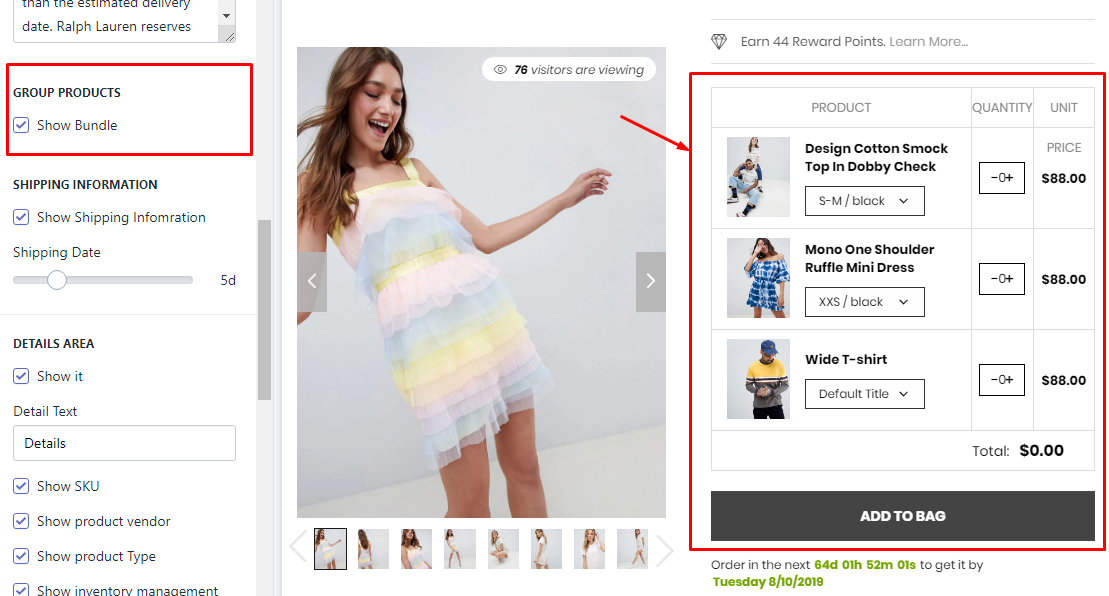 than the estimated delivery
date. Ralph Lauren reserves
GROUP PRODUCTS
Show Bundle
SHIPPING INFORMATION
Show Shipping Infomration
Shipping Date
5d
DETAILS AREA
Show it
Detail Text
Details
Show SKU
Show product vendor
Show product Type
Show inventory management
76 visitors are viewing
Earn 44 Reward Points. Learn More...
PRODUCT QUANTITY UNIT
PRICE
Design Cotton Smock
Top In Dobby Check
S-M / black
-0+
$88.00
Mono One Shoulder
Ruffle Mini Dress
XXS / black
-0+
$88.00
Wide T-shirt
Default Title
-0+
$88.00
Total: $0.00
ADD TO BAG
Order in the next 64d 01h 52m 01s to get it by
Tuesday 8/10/2019